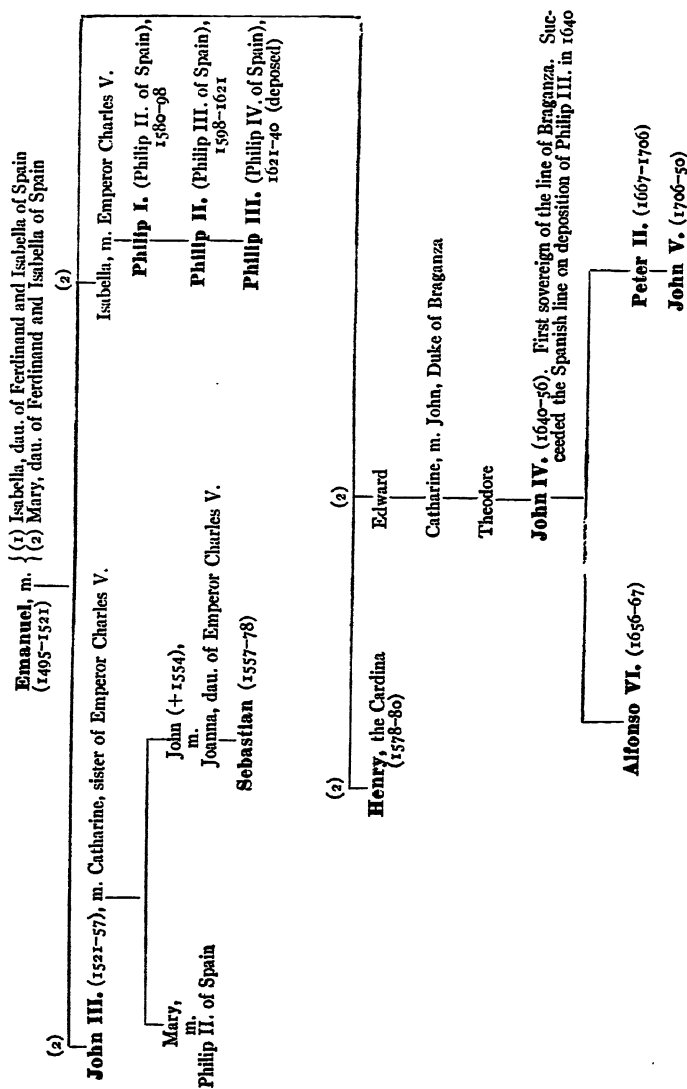 Emanuel, m. {(1) Isabella, dau. of Ferdinand and Isabella of Spain
(1495–1521) {(2) Mary, dau. of Ferdinand and Isabella of Spain
(2)
(2)
John III. (1521–57), m. Catharine, sister of Emperor Charles V.
Isabella, m. Emperor Charles V.
Mary,
m.
Philip II. of Spain
John (+1554),
m.
Joanna, dau. of Emperor Charles V.
Sebastian (1557–78)
Philip I. (Philip II. of Spain),
1580–98
Philip II. (Philip III. of Spain),
1598–1621
Philip III. (Philip IV. of Spain),
1621–40 (deposed)
(2)
(2)
Henry, the Cardina
(1578–80)
Edward
Catharine, m. John, Duke of Braganza
Theodore
John IV. (1640–56). First sovereign of the line of Braganza. Suc-
ceeded the Spanish line on deposition of Philip III. in 1640
Alfonso VI. (1656–67)
Peter II. (1667–1706)
John V. (1706–50)